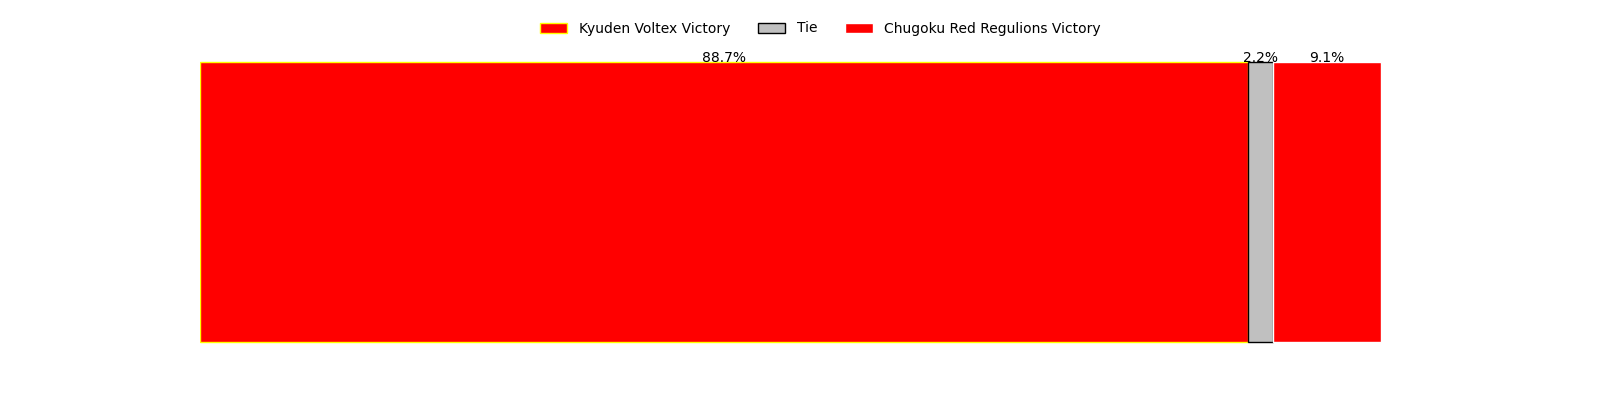 Kyuden Voltex Victory Tie Chugoku Red Regulions Victory
88.7% 2.2% 9.1%